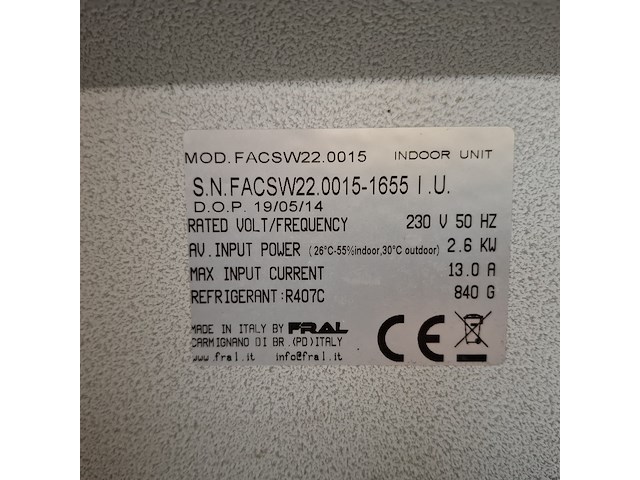 MOD.FACSW22.0015 INDOOR UNIT
S.N.FACSW22.0015-1655 I.U.
D.O.P. 19/05/14
RATED VOLT/FREQUENCY 230 V 50 HZ
AV.INPUT POWER (26°C-55%indoor,30°C outdoor) 2.6 KW
MAX INPUT CURRENT 13.0 A
REFRIGERANT:R407C 840 G
MADE IN ITALY BY FRAL
CARMIGNANO DI BR.(PD)ITALY
www.fral.it info@fral.it
CE